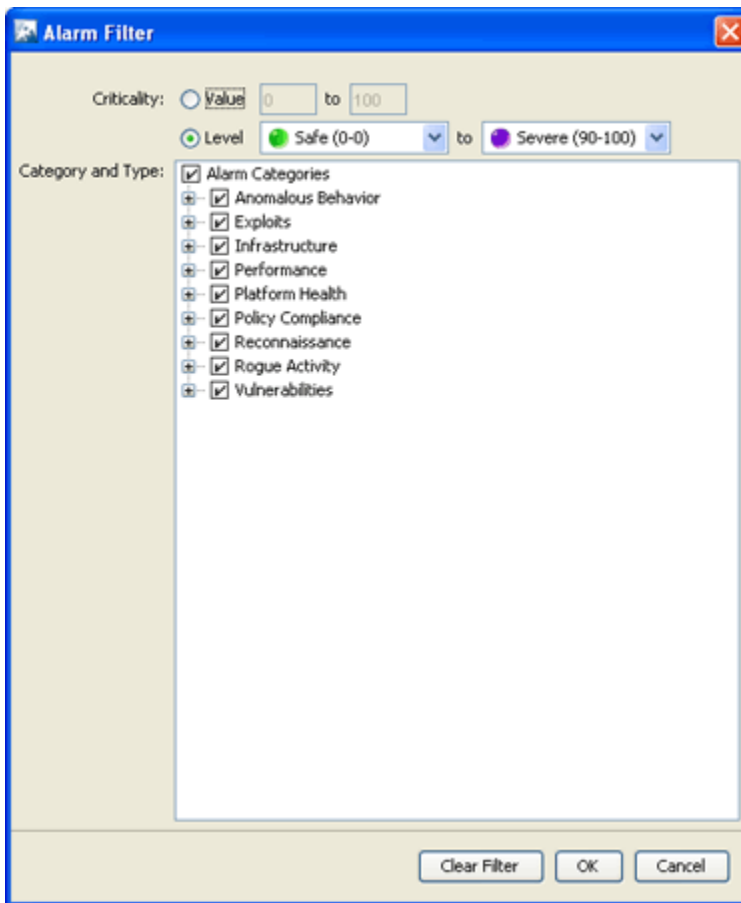 Alarm Filter
Criticality: Value 0 to 100
Level Safe (0-0) to Severe (90-100)
Category and Type: Alarm Categories
Anomalous Behavior
Exploits
Infrastructure
Performance
Platform Health
Policy Compliance
Reconnaissance
Rogue Activity
Vulnerabilities
Clear Filter OK Cancel